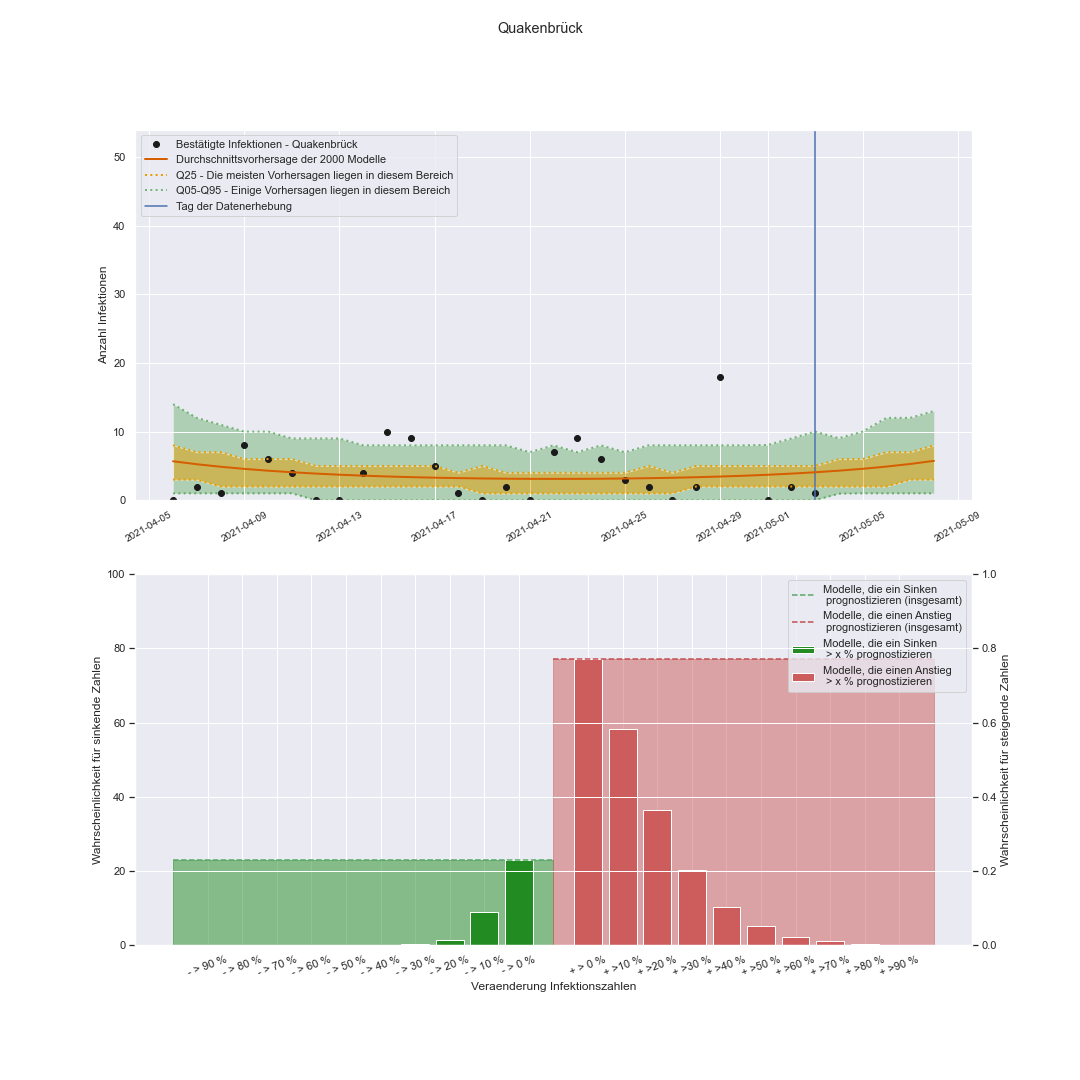 Quakenbrück
Bestätigte Infektionen - Quakenbrück
Durchschnittsvorhersage der 2000 Modelle
Q25 - Die meisten Vorhersagen liegen in diesem Bereich
Q05-Q95 - Einige Vorhersagen liegen in diesem Bereich
Tag der Datenerhebung
Anzahl Infektionen
50
40
30
20
10
0
2021-04-05
2021-04-09
2021-04-13
2021-04-17
2021-04-21
2021-04-25
2021-04-29
2021-05-01
2021-05-05
2021-05-09
Modelle, die ein Sinken
prognostizieren (insgesamt)
Modelle, die einen Anstieg
prognostizieren (insgesamt)
Modelle, die ein Sinken
> x % prognostizieren
Modelle, die einen Anstieg
> x % prognostizieren
Wahrscheinlichkeit für sinkende Zahlen
100
80
60
40
20
0
Wahrscheinlichkeit für steigende Zahlen
1.0
0.8
0.6
0.4
0.2
0.0
- > 90 %
- > 80 %
- > 70 %
- > 60 %
- > 50 %
- > 40 %
- > 30 %
- > 20 %
- > 10 %
- > 0 %
+ > 0 %
+ >10 %
+ >20 %
+ >30 %
+ >40 %
+ >50 %
+ >60 %
+ >70 %
+ >80 %
+ >90 %
Veraenderung Infektionszahlen